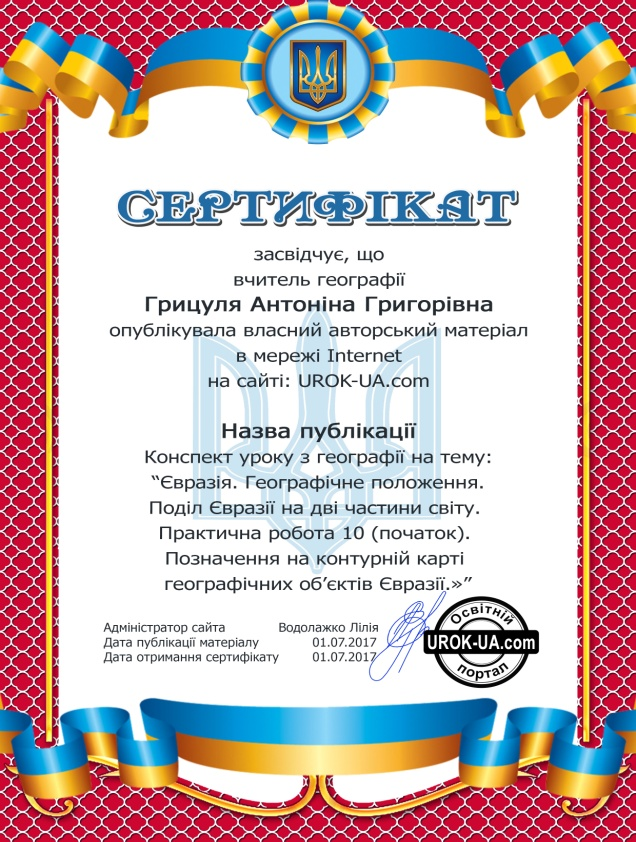 СЕРТИФІКАТ
засвідчує, що
вчитель географії
Грицуля Антоніна Григорівна
опублікувала власний авторський матеріал
в мережі Internet
на сайті: UROK-UA.com
Назва публікації
Конспект уроку з географії на тему:
“Євразія. Географічне положення.
Поділ Євразії на дві частини світу.
Практична робота 10 (початок).
Позначення на контурній карті
географічних об’єктів Євразії.»”
Адміністратор сайта Водолажко Лілія
Дата публікації матеріалу 01.07.2017
Дата отримання сертифікату 01.07.2017
Освітній
UROK-UA.com
портал